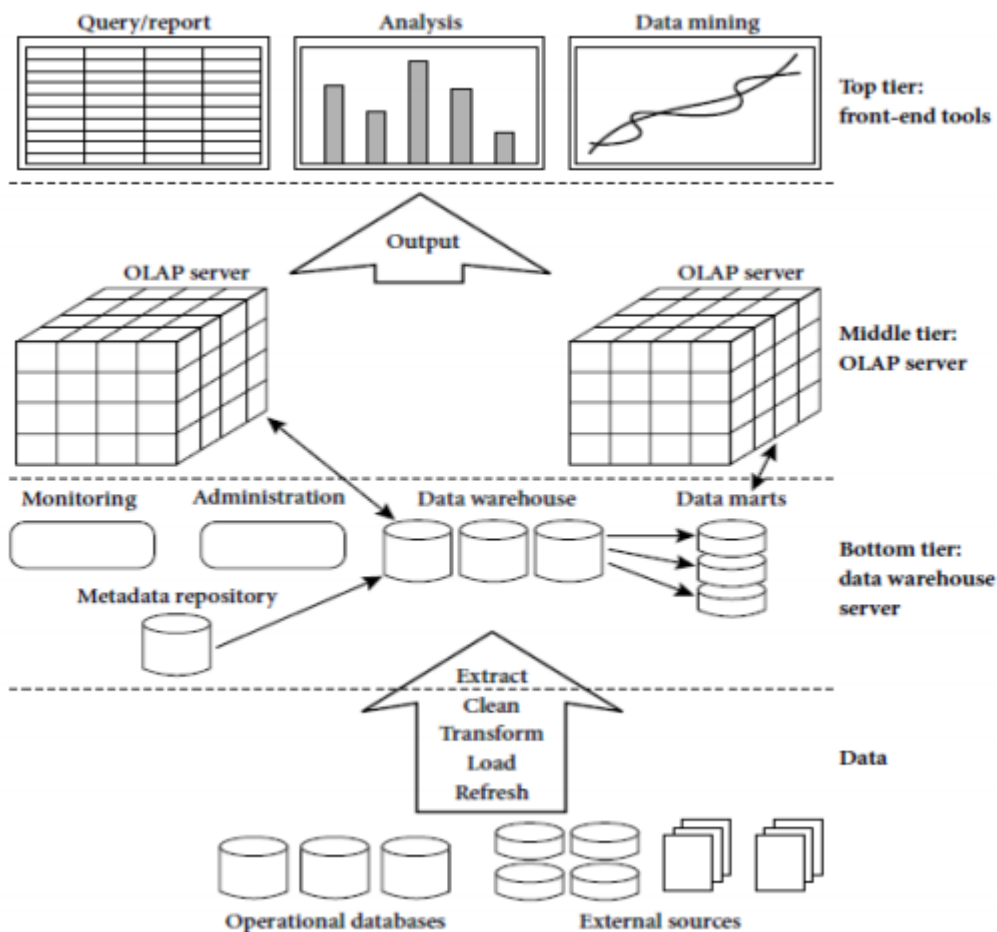 Query/report
Analysis
Data mining
Top tier:
front-end tools
Output
OLAP server
OLAP server
Middle tier:
OLAP server
Monitoring
Administration
Data warehouse
Data marts
Bottom tier:
data warehouse
server
Metadata repository
Extract
Clean
Transform
Load
Refresh
Data
Operational databases
External sources